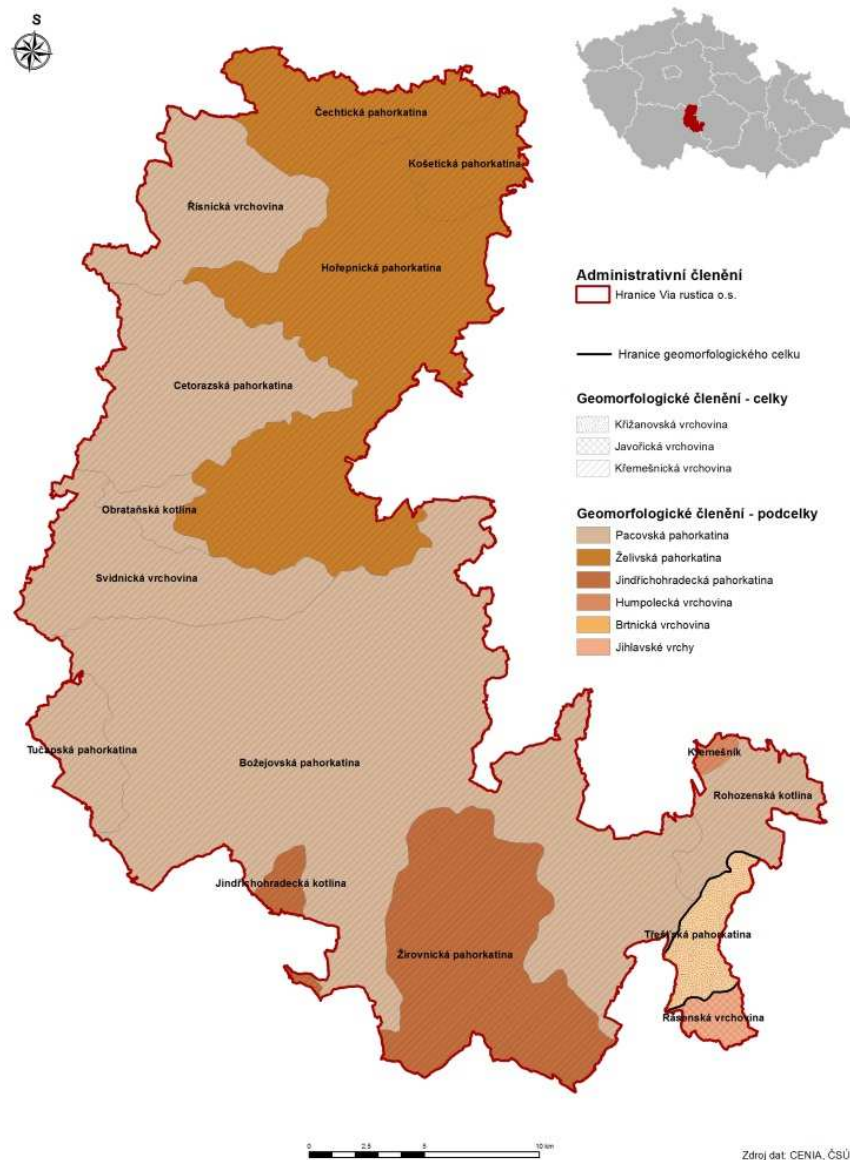 S
Čechtická pahorkatina
Košetická pahorkatina
Řísnická vrchovina
Hořepnická pahorkatina
Cetorazská pahorkatina
Obrataňská kotlina
Svidnická vrchovina
Tučapská pahorkatina
Božejovská pahorkatina
Křemešník
Rohozenská kotlina
Jindřichohradecká kotlina
Třešťská pahorkatina
Žirovnická pahorkatina
Řásenská vrchovina
Administrativní členění
Hranice Via rustica o.s.
Hranice geomorfologického celku
Geomorfologické členění - celky
Křižanovská vrchovina
Javořická vrchovina
Křemešnická vrchovina
Geomorfologické členění - podcelky
Pacovská pahorkatina
Želivská pahorkatina
Jindřichohradecká pahorkatina
Humpolecká vrchovina
Brtnická vrchovina
Jihlavské vrchy
0 2,5 5 10 km
Zdroj dat: CENIA, ČSÚ